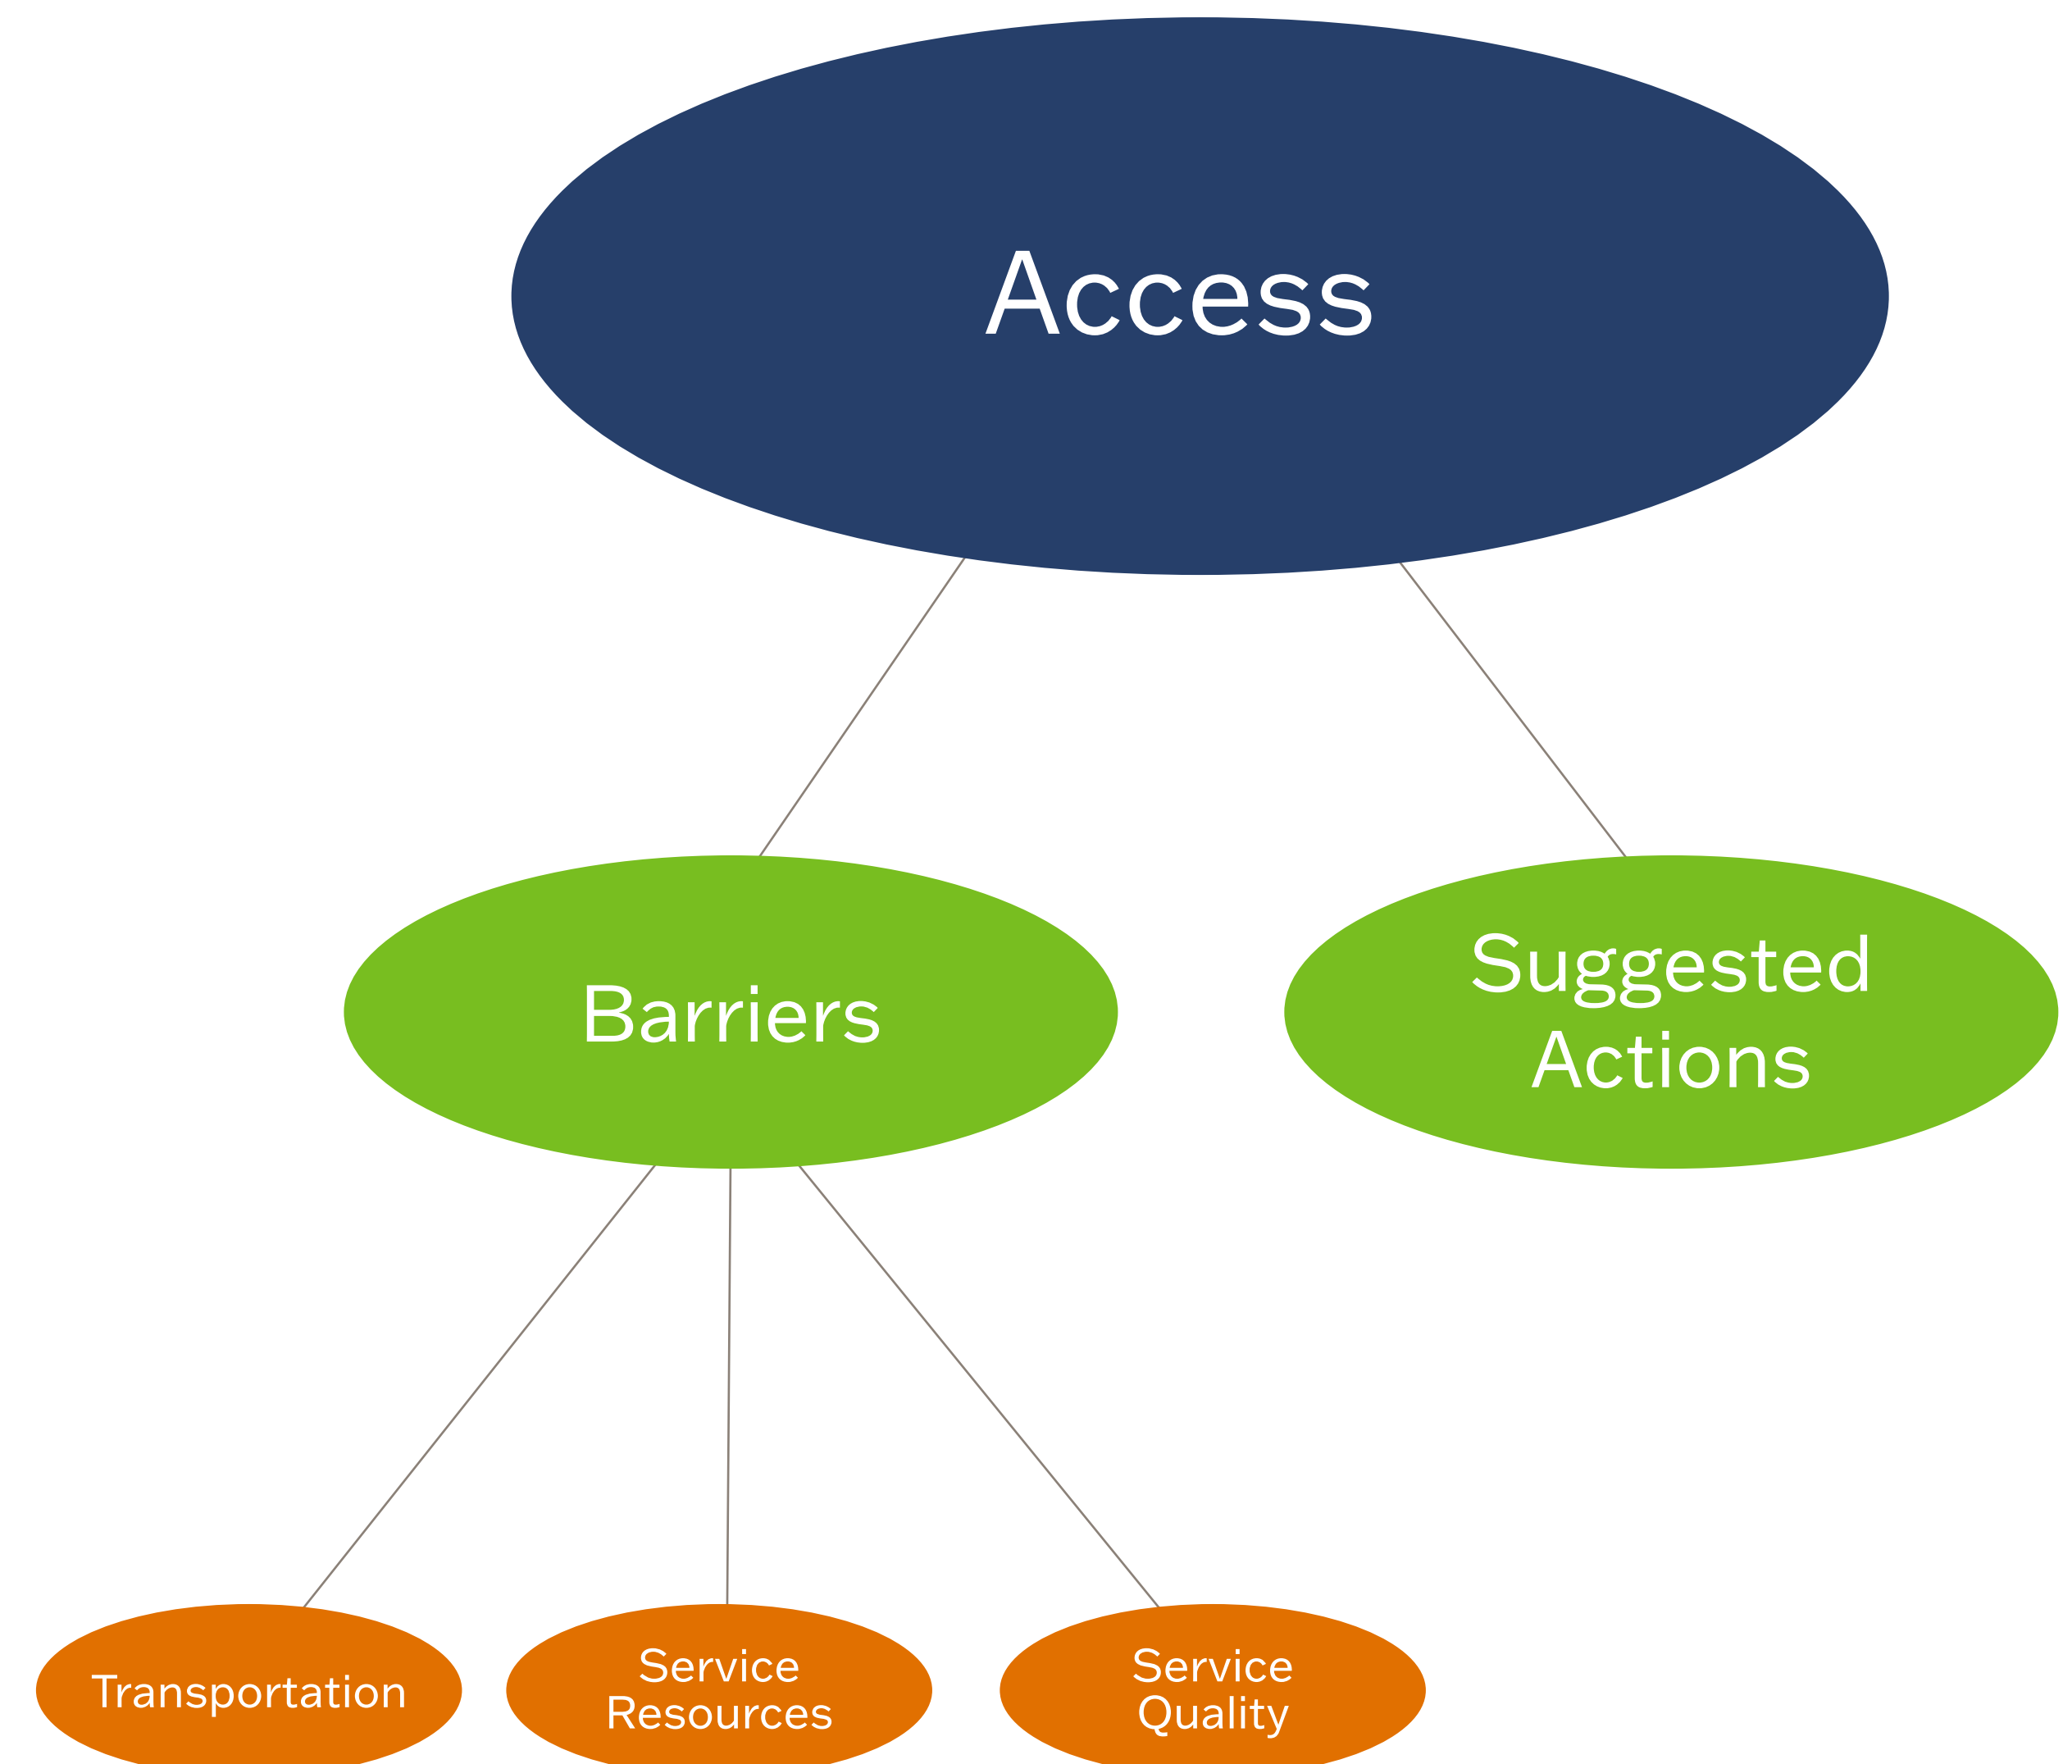 Access
Barriers
Suggested
Actions
Transportation
Service
Resources
Service
Quality